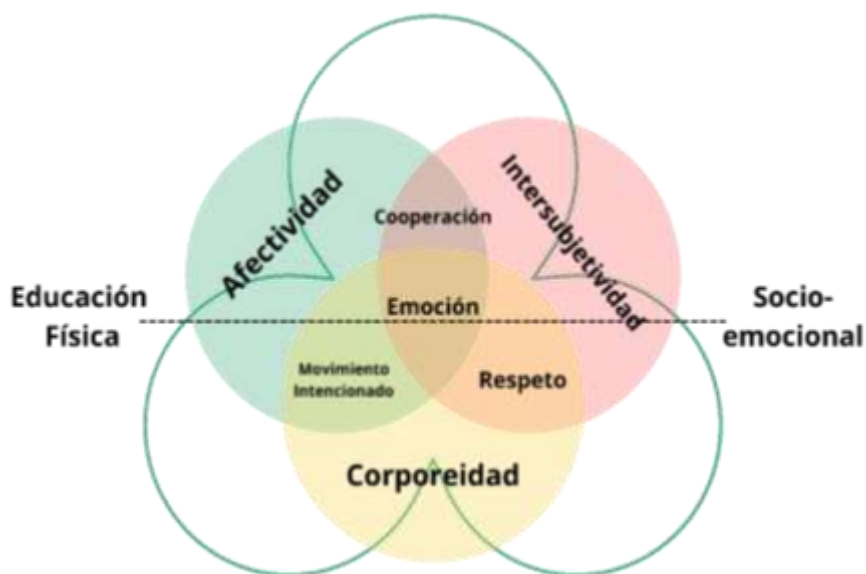 Afectividad
Intersubjetividad
Cooperación
Educación
Física
Emoción
Socio-
emocional
Movimiento
Intencionado
Respeto
Corporeidad